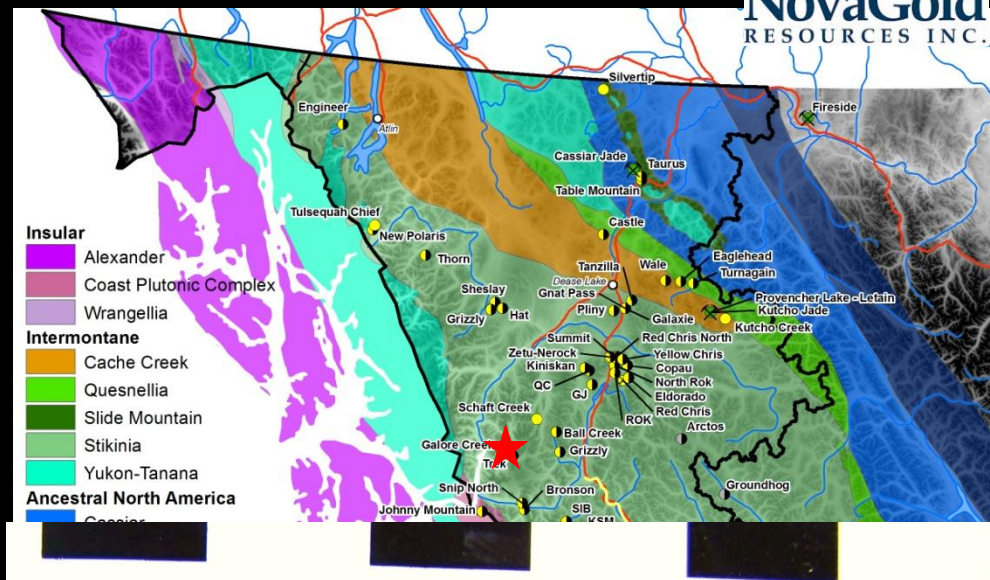 NovaGold
RESOURCES INC.
Silvertip
Fireside
Engineer
Atlin
Cassiar Jade
Taurus
Table Mountain
Tulsequah Chief
New Polaris
Castle
Thorn
Tanzilla
Wale
Eaglehead
Turnagain
Dease Lake
Sheslay
Gnat Pass
Provencher Lake - Letain
Kutcho Jade
Grizzly
Hat
Pliny
Galaxie
Kutcho Creek
Summit
Red Chris North
Zetu-Nerock
Yellow Chris
Kiniskan
Copau
QC
North Rok
GJ
Eldorado
Red Chris
Schaft Creek
ROK
Arctos
Ball Creek
Galore Creek
Grizzly
Trek
Groundhog
Snip North
Bronson
Johnny Mountain
SIB
KSM
Insular
Alexander
Coast Plutonic Complex
Wrangellia
Intermontane
Cache Creek
Quesnellia
Slide Mountain
Stikinia
Yukon-Tanana
Ancestral North America
Cassiar